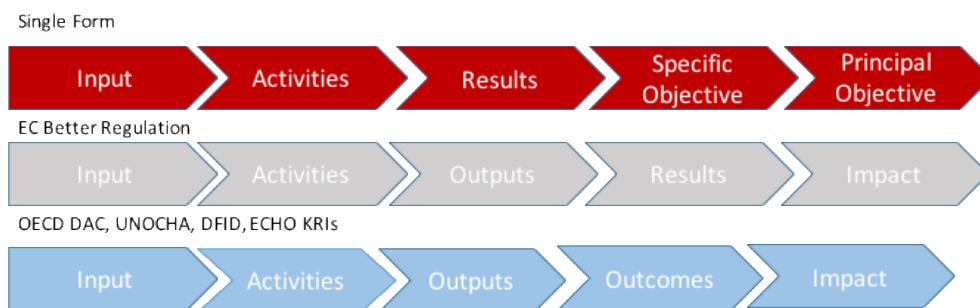 Single Form
Input Activities Results Specific Objective Principal Objective
EC Better Regulation
Input Activities Outputs Results Impact
OECD DAC, UNOCHA, DFID, ECHO KRIs
Input Activities Outputs Outcomes Impact